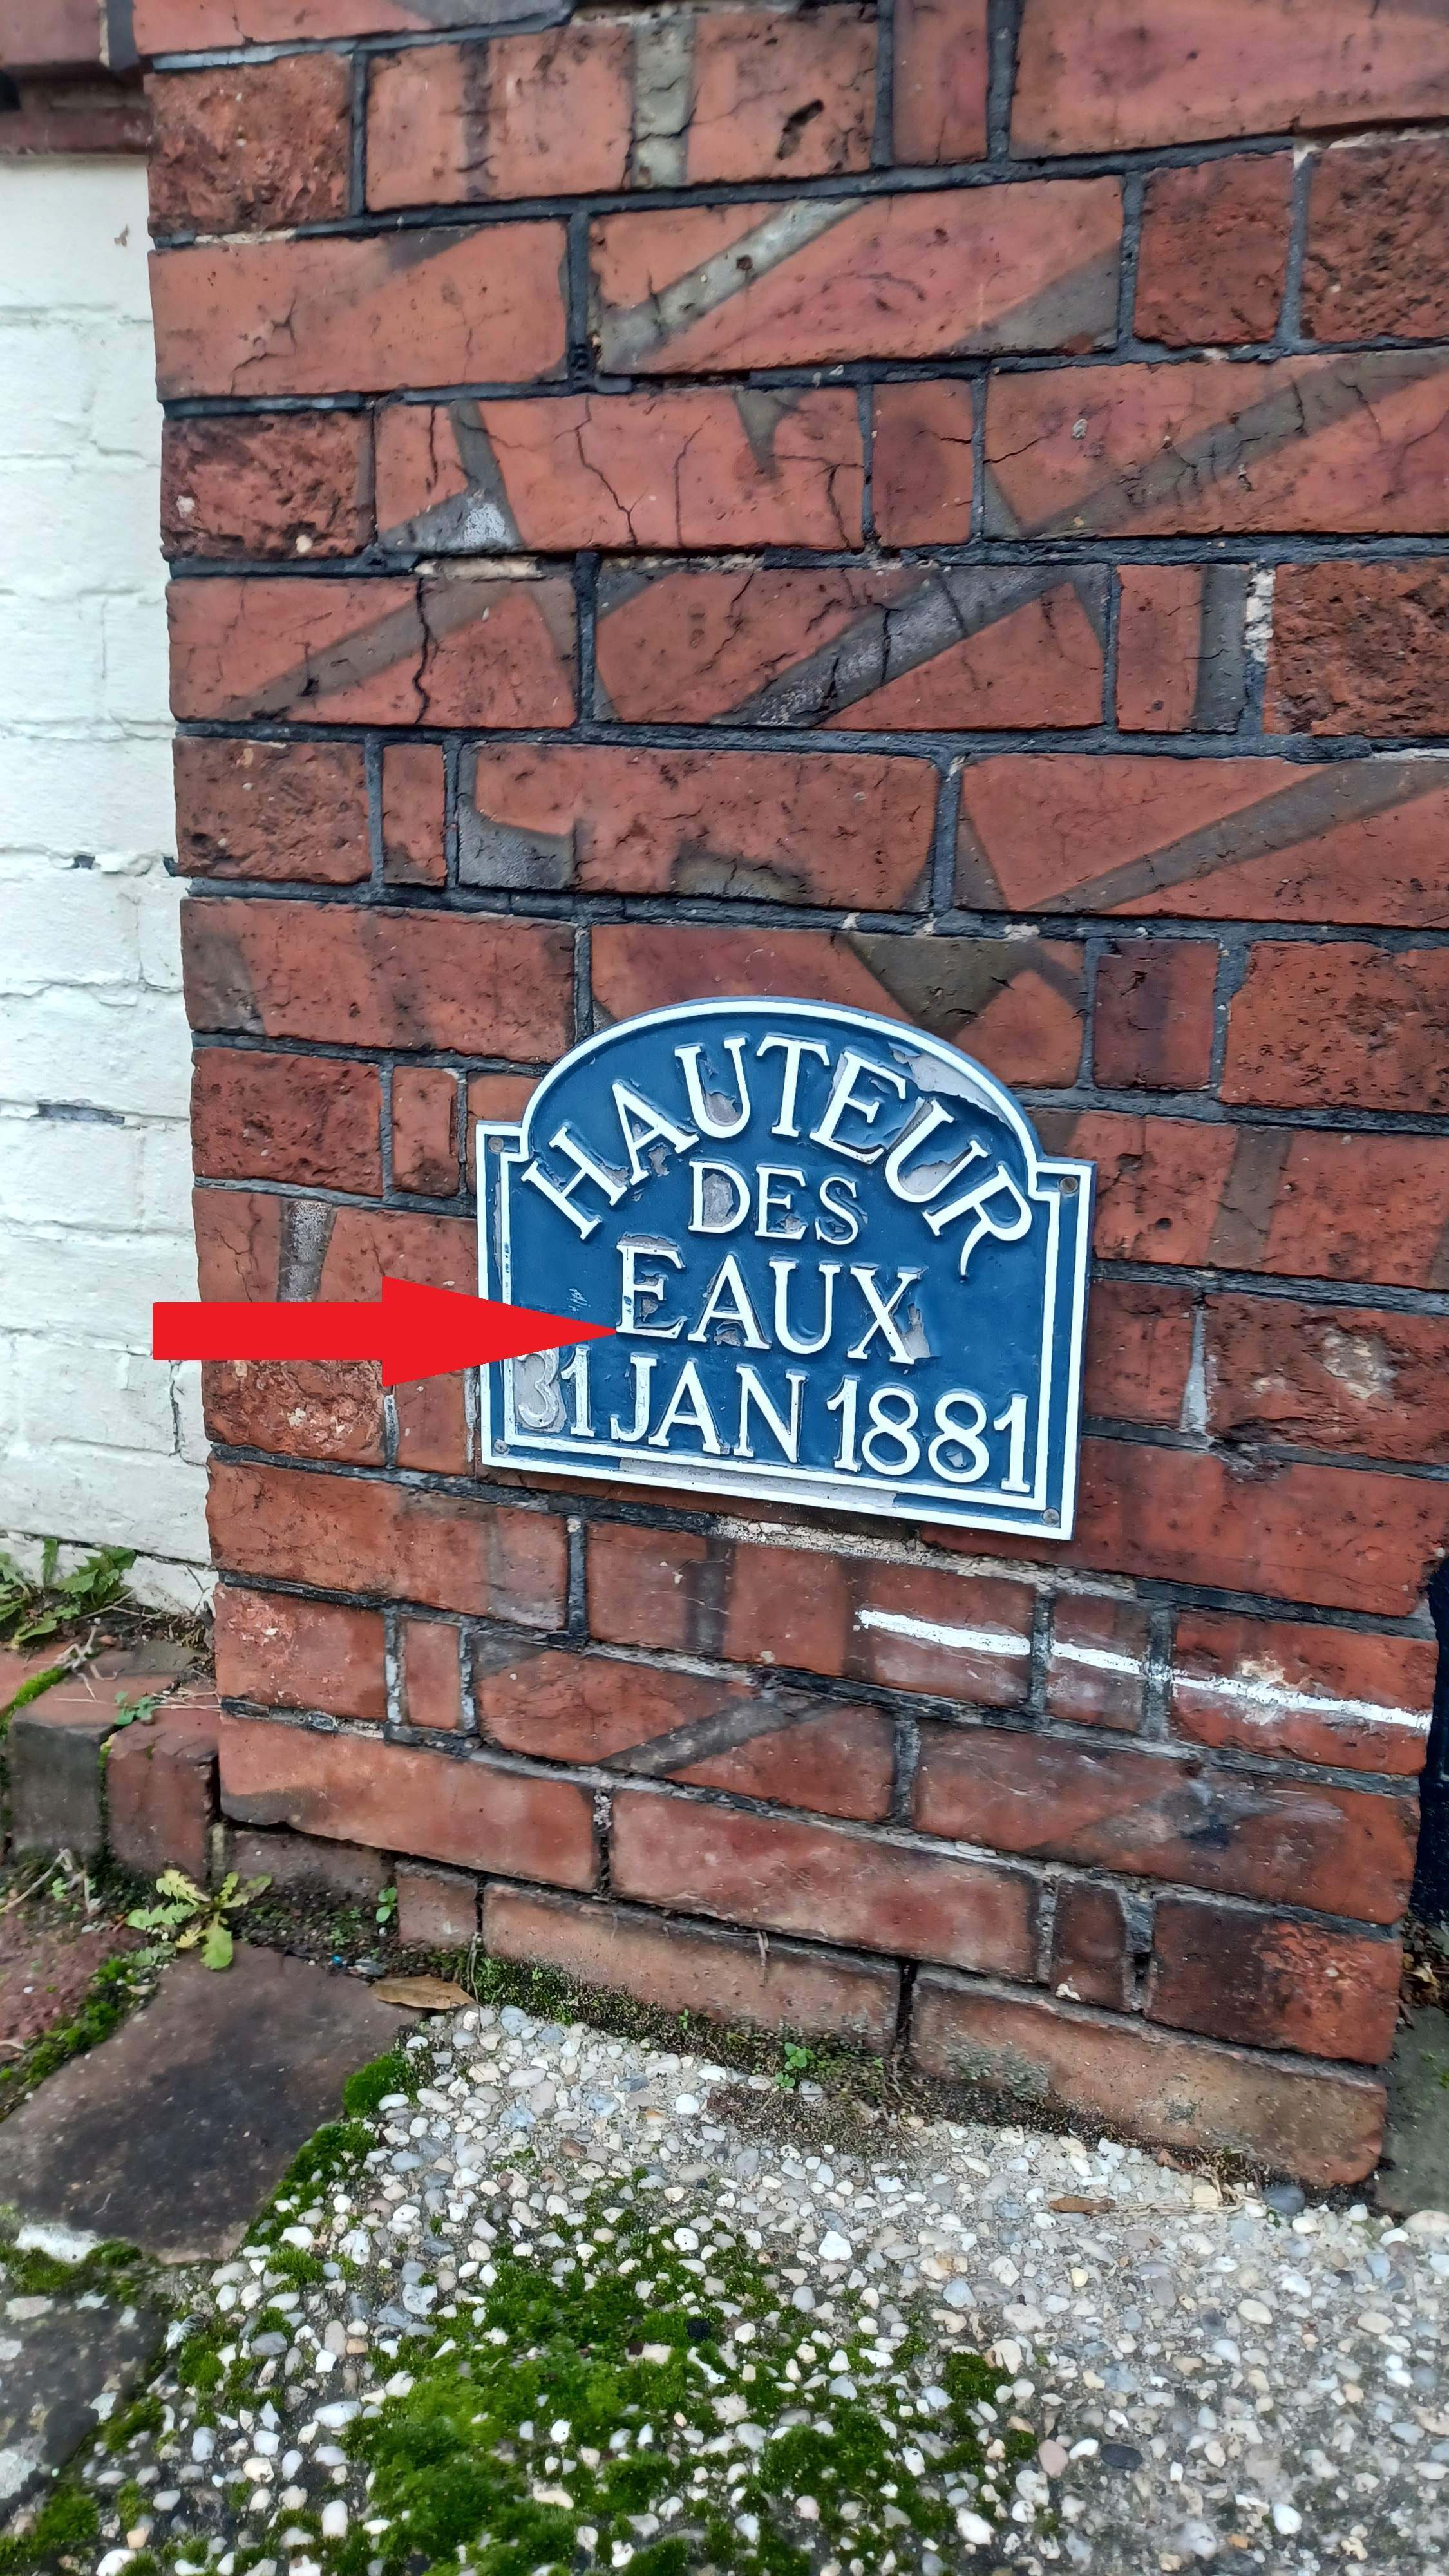 HAUTEUR
DES
EAUX
31 JAN 1881